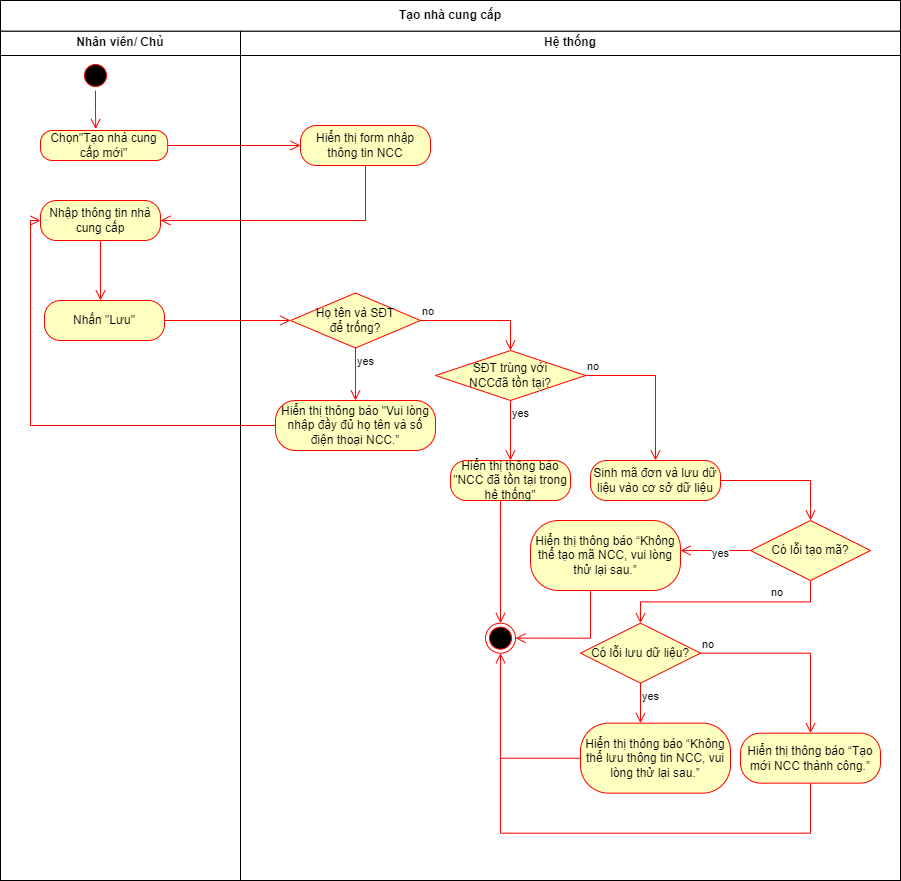 Tạo nhà cung cấp
Nhân viên/ Chủ
Hệ thống
Chọn"Tạo nhà cung
cấp mới"
Hiển thị form nhập
thông tin NCC
Nhập thông tin nhà
cung cấp
Nhấn "Lưu"
Họ tên và SĐT
để trống?
no
yes
SĐT trùng với
NCCđã tồn tại?
no
yes
Hiển thị thông báo "Vui lòng
nhập đầy đủ họ tên và số
điện thoại NCC.”
Hiển thị thông báo
"NCC đã tồn tại trong
hệ thống"
Sinh mã đơn và lưu dữ
liệu vào cơ sở dữ liệu
Hiển thị thông báo “Không
thể tạo mã NCC, vui lòng
thử lại sau.”
yes
Có lỗi tạo mã?
no
Có lỗi lưu dữ liệu?
no
yes
Hiển thị thông báo “Không
thể lưu thông tin NCC, vui
lòng thử lại sau.”
Hiển thị thông báo “Tạo
mới NCC thành công.”